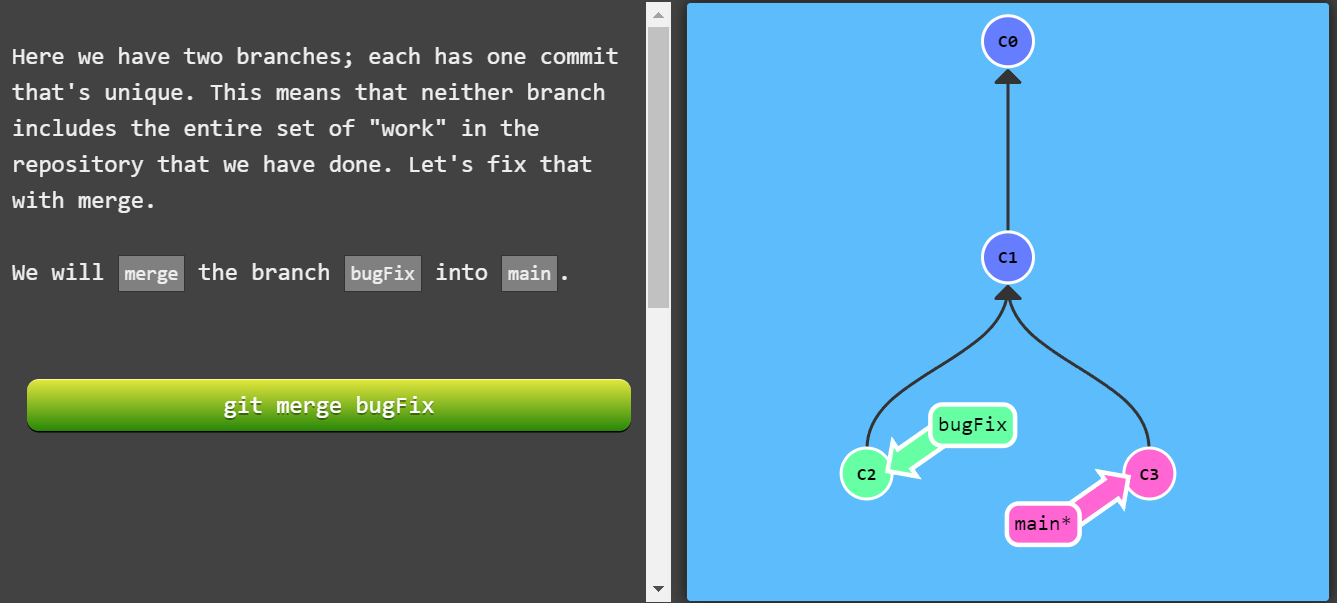 Here we have two branches; each has one commit
that's unique. This means that neither branch
includes the entire set of "work" in the
repository that we have done. Let's fix that
with merge.
We will merge the branch bugFix into main.
git merge bugFix
C0
C1
bugFix
C2
C3
main*